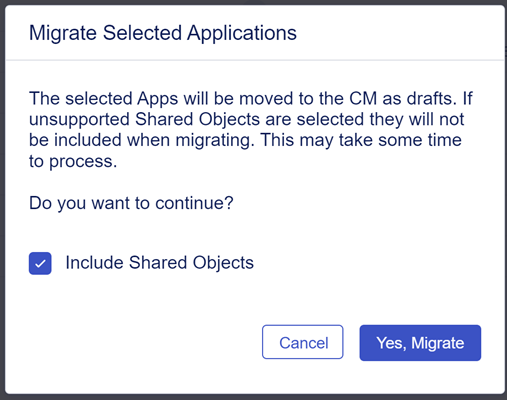 Migrate Selected Applications
The selected Apps will be moved to the CM as drafts. If
unsupported Shared Objects are selected they will not
be included when migrating. This may take some time
to process.
Do you want to continue?
Include Shared Objects
Cancel
Yes, Migrate